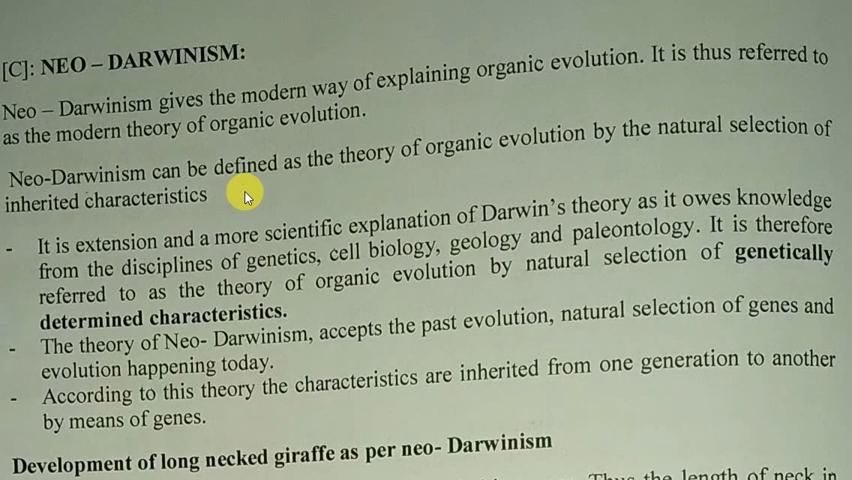 [C]: NEO – DARWINISM:
Neo – Darwinism gives the modern way of explaining organic evolution. It is thus referred to
as the modern theory of organic evolution.
Neo-Darwinism can be defined as the theory of organic evolution by the natural selection of
inherited characteristics
- It is extension and a more scientific explanation of Darwin's theory as it owes knowledge
from the disciplines of genetics, cell biology, geology and paleontology. It is therefore
referred to as the theory of organic evolution by natural selection of genetically
determined characteristics.
- The theory of Neo- Darwinism, accepts the past evolution, natural selection of genes and
evolution happening today.
- According to this theory the characteristics are inherited from one generation to another
by means of genes.
Development of long necked giraffe as per neo- Darwinism
Thus the length of neck in